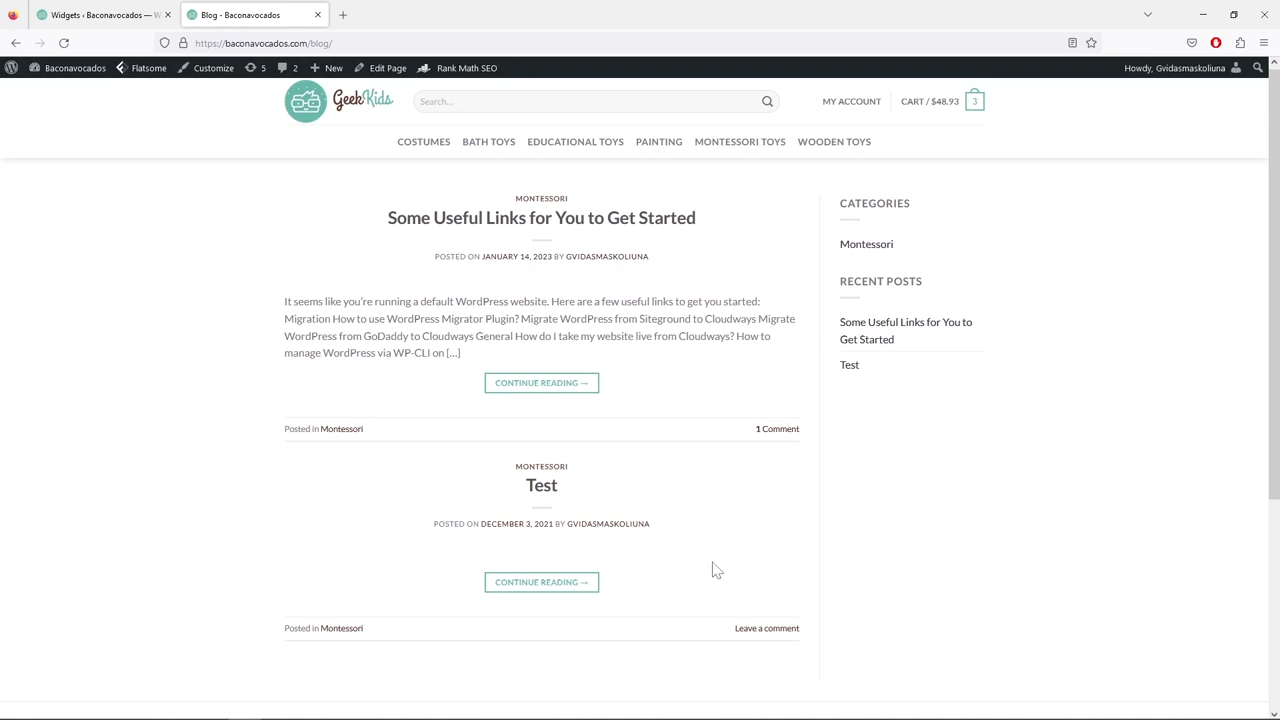 Widgets ‹ Baconavocados — W
Blog - Baconavocados
https://baconavocados.com/blog/
Baconavocados
Flatsome
Customize
5
2
New
Edit Page
Rank Math SEO
Howdy, Gvidasmaskoliuna
GeekKids
Search...
MY ACCOUNT
CART / $48.93
3
COSTUMES
BATH TOYS
EDUCATIONAL TOYS
PAINTING
MONTESSORI TOYS
WOODEN TOYS
MONTESSORI
Some Useful Links for You to Get Started
POSTED ON JANUARY 14, 2023 BY GVIDASMASKOLIUNA
It seems like you're running a default WordPress website. Here are a few useful links to get you started:
Migration How to use WordPress Migrator Plugin? Migrate WordPress from Siteground to Cloudways Migrate
WordPress from GoDaddy to Cloudways General How do I take my website live from Cloudways? How to
manage WordPress via WP-CLI on [...]
CONTINUE READING →
Posted in Montessori
1 Comment
MONTESSORI
Test
POSTED ON DECEMBER 3, 2021 BY GVIDASMASKOLIUNA
CONTINUE READING →
Posted in Montessori
Leave a comment
CATEGORIES
Montessori
RECENT POSTS
Some Useful Links for You to
Get Started
Test